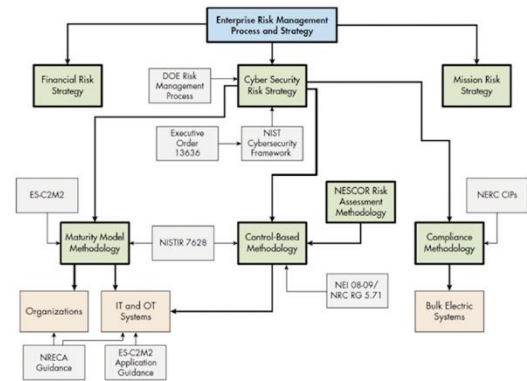 Enterprise Risk Management
Process and Strategy
Financial Risk
Strategy
DOE Risk
Management
Process
Cyber Security
Risk Strategy
Mission Risk
Strategy
Executive
Order
13636
NIST
Cybersecurity
Framework
ES-C2M2
NESCOR Risk
Assessment
Methodology
NERC CIPs
Maturity Model
Methodology
NISTIR 7628
Control-Based
Methodology
Compliance
Methodology
NEI 08-09/
NRC RG 5.71
Organizations
IT and OT
Systems
Bulk Electric
Systems
NRECA
Guidance
ES-C2M2
Application
Guidance